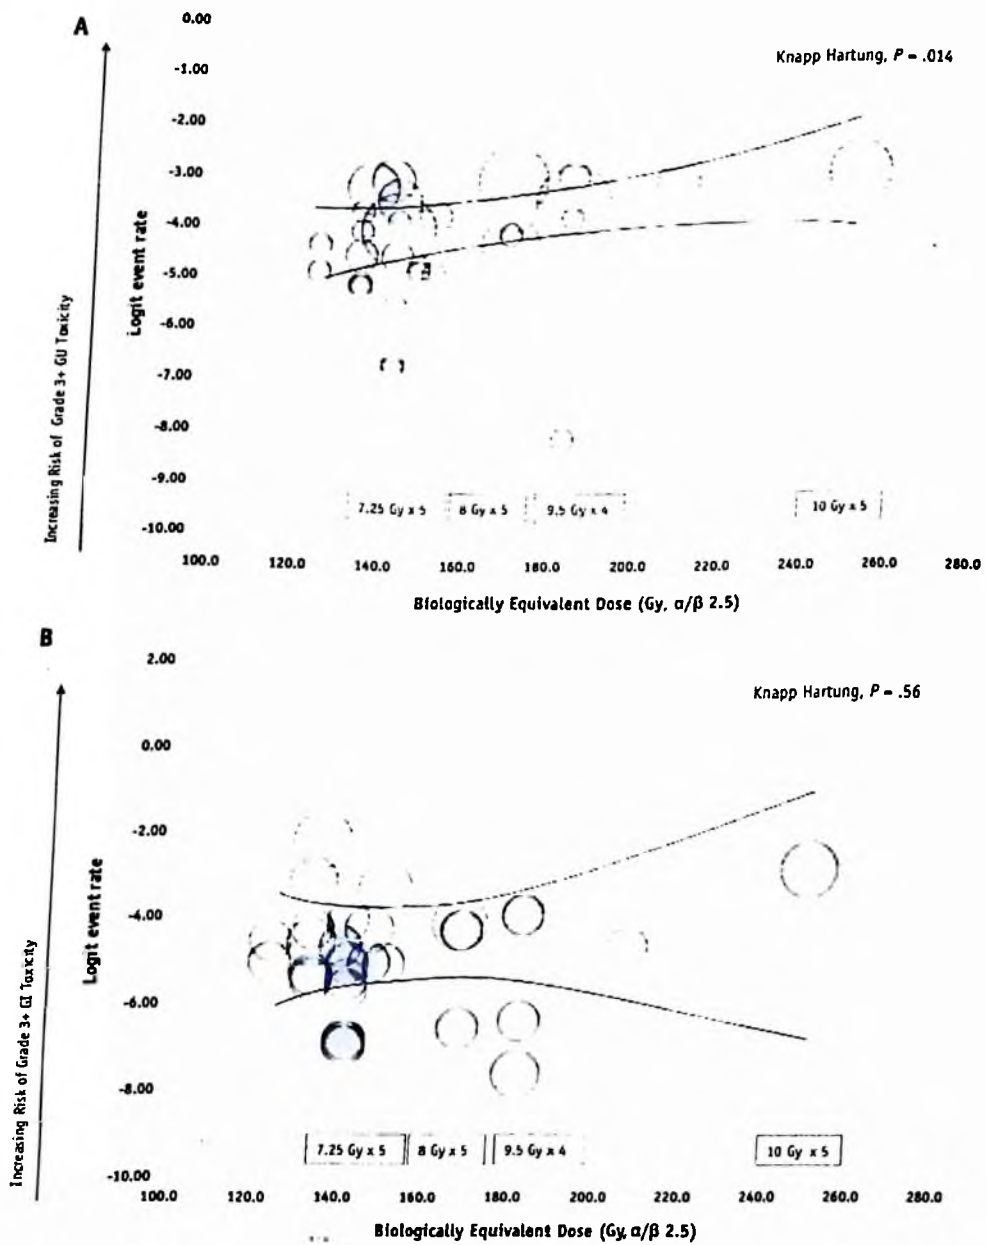 A
0.00
Knapp Hartung, P = .014
-1.00
-2.00
-3.00
-4.00
-5.00
-6.00
-7.00
-8.00
-9.00
-10.00
Logit event rate
Increasing Risk of Grade 3+ GU Toxicity
7.25 Gy x 5 8 Gy x 5 9.5 Gy x 4 10 Gy x 5
100.0 120.0 140.0 160.0 180.0 200.0 220.0 240.0 260.0 280.0
Biologically Equivalent Dose (Gy, α/β 2.5)
B
2.00
Knapp Hartung, P = .56
0.00
-2.00
-4.00
-6.00
-8.00
-10.00
Logit event rate
Increasing Risk of Grade 3+ GI Toxicity
7.25 Gy x 5 8 Gy x 5 9.5 Gy x 4 10 Gy x 5
100.0 120.0 140.0 160.0 180.0 200.0 220.0 240.0 260.0 280.0
Biologically Equivalent Dose (Gy, α/β 2.5)